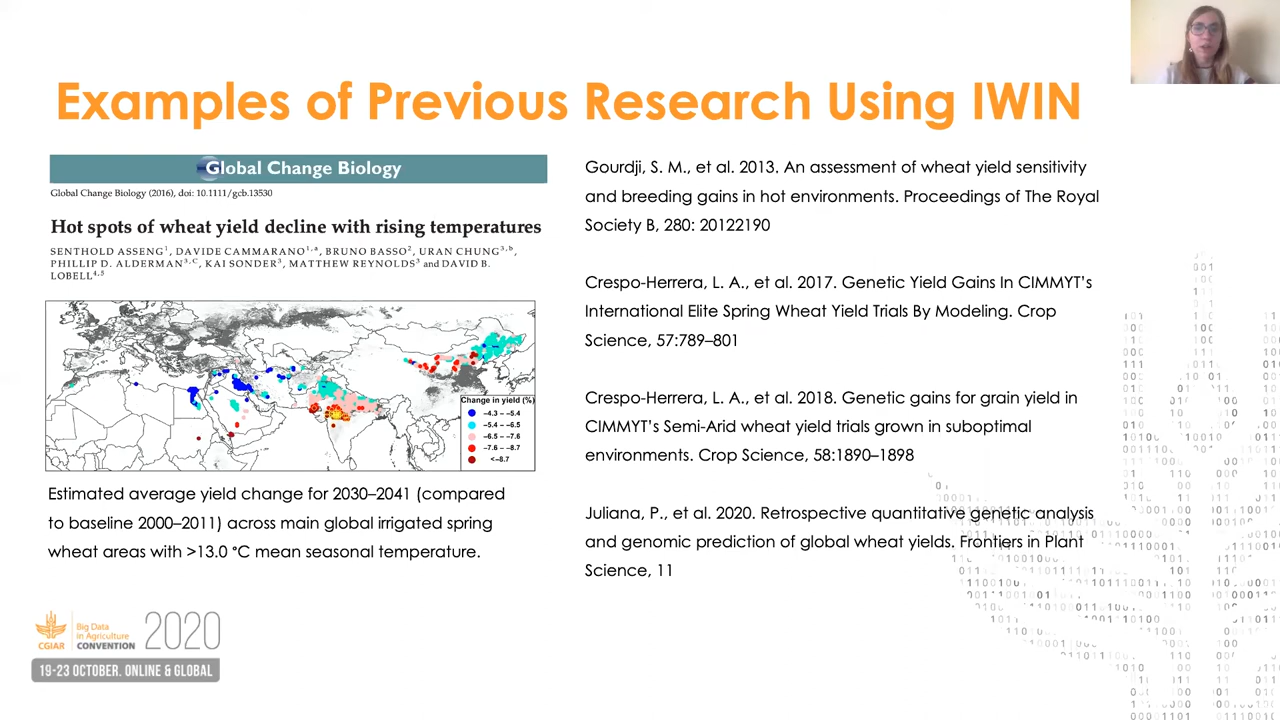 Examples of Previous Research Using IWIN
Global Change Biology
Global Change Biology (2016), doi: 10.1111/gcb.13530
Hot spots of wheat yield decline with rising temperatures
SENTHOLD ASSENG¹, DAVIDE CAMMARANO¹,ᵃ, BRUNO BASSO², URAN CHUNG³,ᵇ,
PHILLIP D. ALDERMAN³,ᶜ, KAI SONDER³, MATTHEW REYNOLDS³ and DAVID B.
LOBELL⁴,⁵
Change in yield (%)
−4.3 – −5.4
−5.4 – −6.5
−6.5 – −7.6
−7.6 – −8.7
<−8.7
Estimated average yield change for 2030–2041 (compared
to baseline 2000–2011) across main global irrigated spring
wheat areas with >13.0 °C mean seasonal temperature.
Gourdji, S. M., et al. 2013. An assessment of wheat yield sensitivity
and breeding gains in hot environments. Proceedings of The Royal
Society B, 280: 20122190
Crespo-Herrera, L. A., et al. 2017. Genetic Yield Gains In CIMMYT’s
International Elite Spring Wheat Yield Trials By Modeling. Crop
Science, 57:789–801
Crespo-Herrera, L. A., et al. 2018. Genetic gains for grain yield in
CIMMYT’s Semi-Arid wheat yield trials grown in suboptimal
environments. Crop Science, 58:1890–1898
Juliana, P., et al. 2020. Retrospective quantitative genetic analysis
and genomic prediction of global wheat yields. Frontiers in Plant
Science, 11
CGIAR
Big Data
in Agriculture
CONVENTION
2020
19-23 OCTOBER. ONLINE & GLOBAL